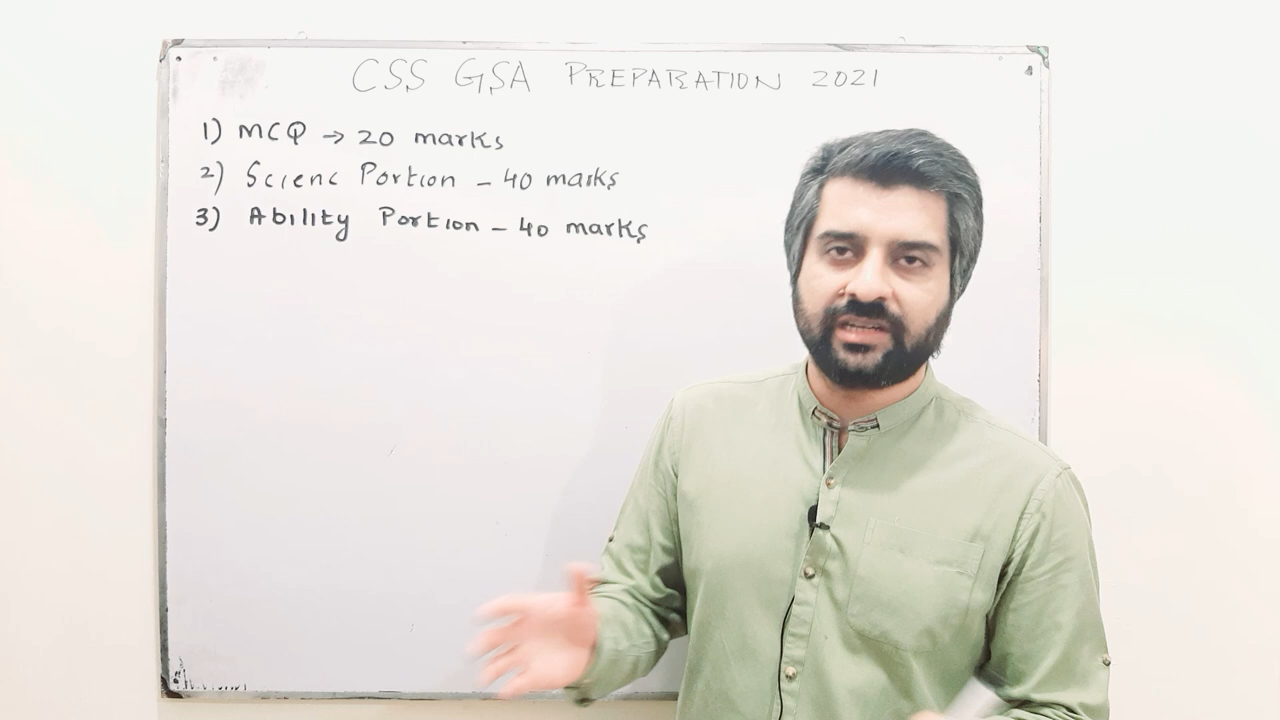 CSS GSA PREPARATION 2021
1) MCQ → 20 marks
2) Scienc Portion - 40 marks
3) Ability Portion - 40 marks